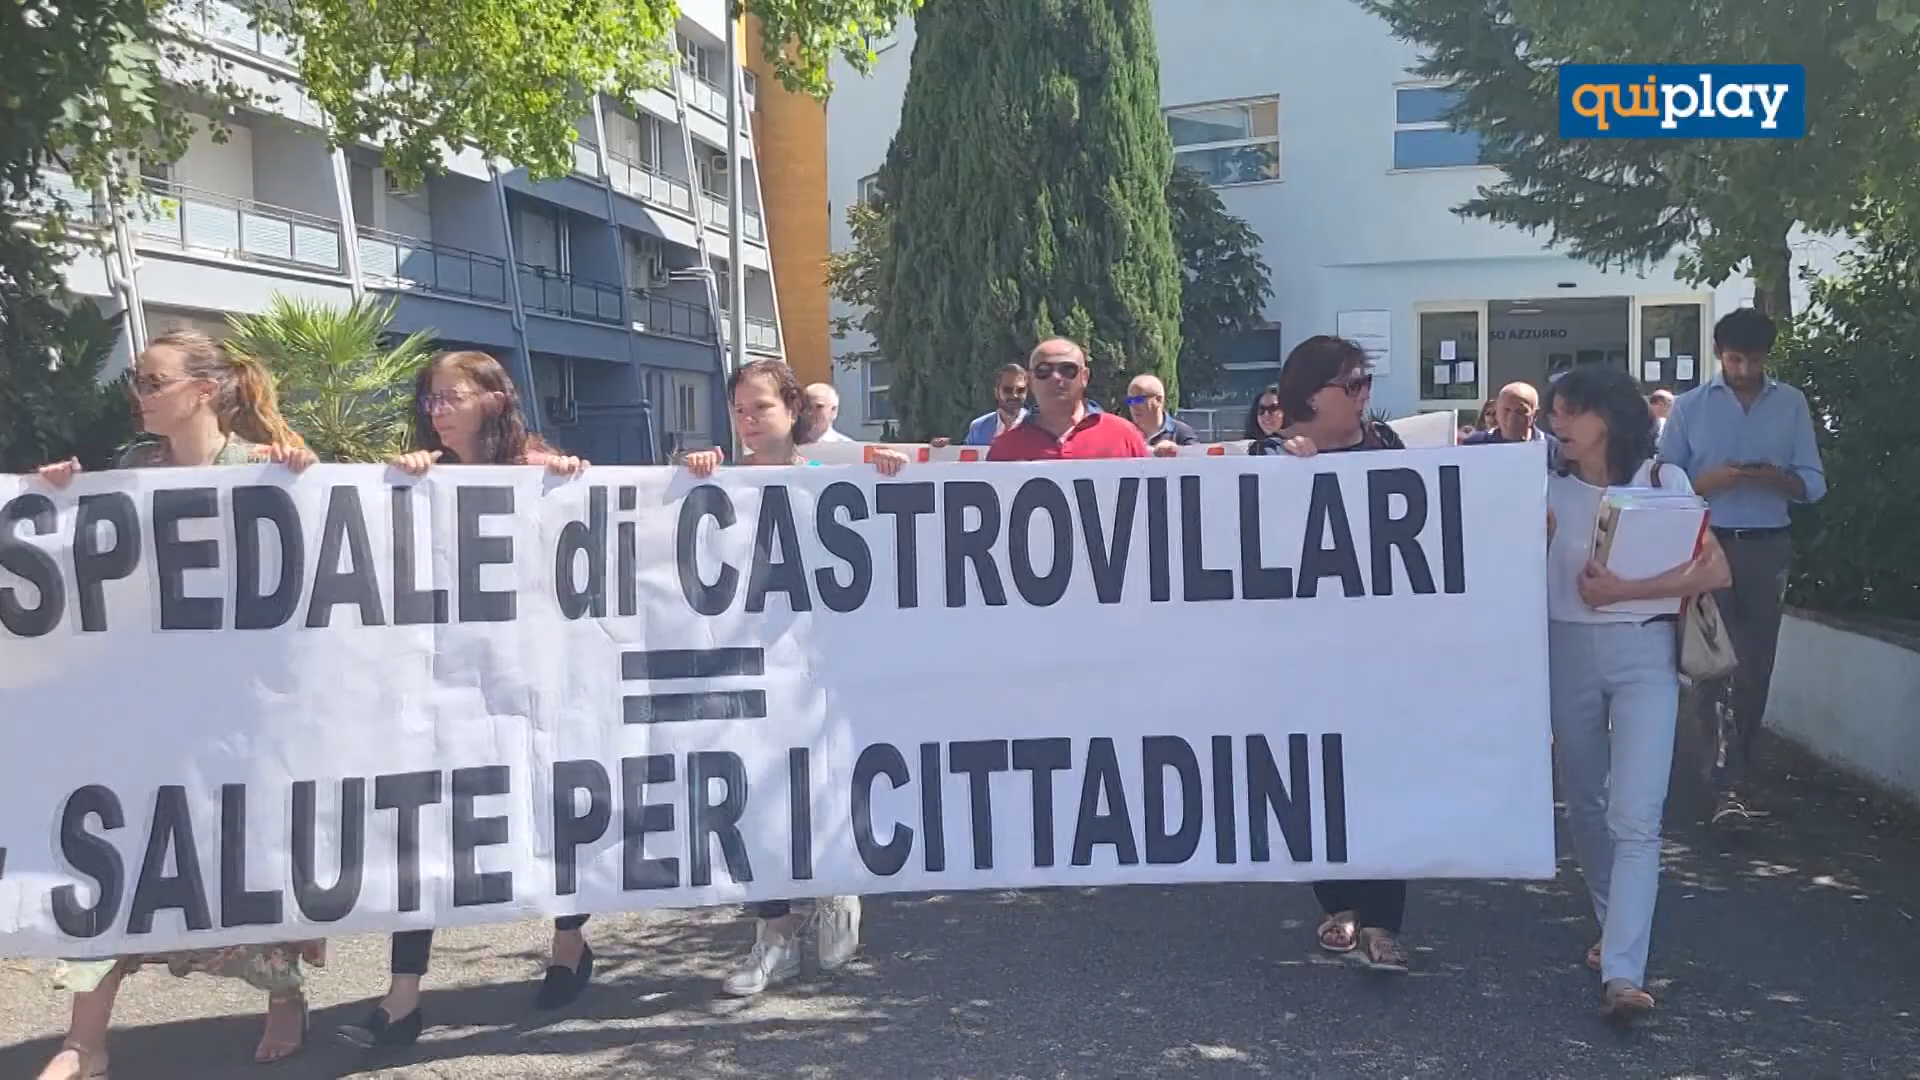 quiplay
SPEDALE di CASTROVILLARI
=
SALUTE PER I CITTADINI